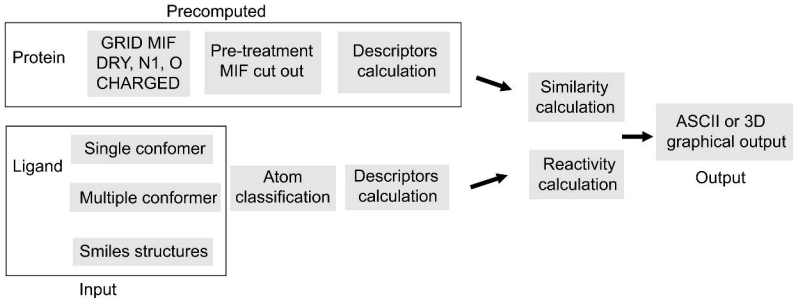 Precomputed
Protein
GRID MIF
DRY, N1, O
CHARGED
Pre-treatment
MIF cut out
Descriptors
calculation
Similarity
calculation
ASCII or 3D
graphical output
Output
Ligand
Single confomer
Multiple conformer
Smiles structures
Atom
classification
Descriptors
calculation
Reactivity
calculation
Input